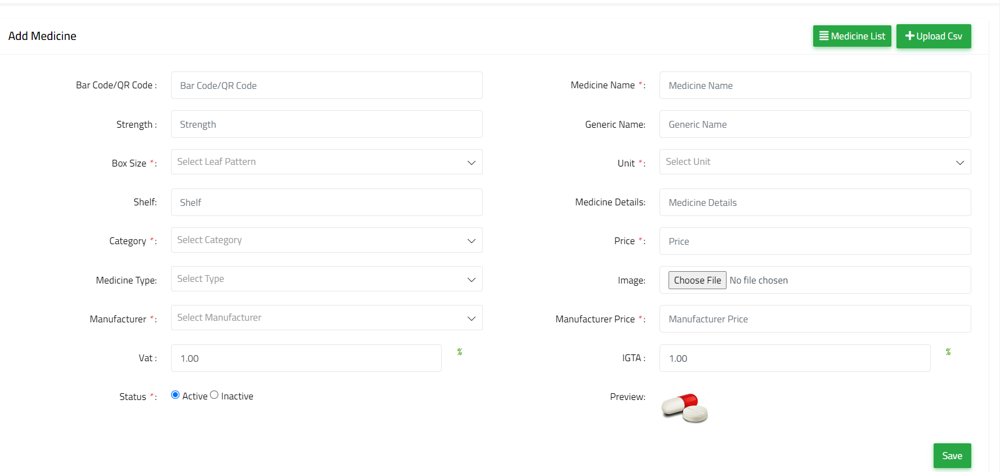 Add Medicine
Medicine List
Upload Csv
Bar Code/QR Code :
Bar Code/QR Code
Medicine Name * :
Medicine Name
Strength :
Strength
Generic Name:
Generic Name
Box Size * :
Select Leaf Pattern
Unit * :
Select Unit
Shelf:
Shelf
Medicine Details:
Medicine Details
Category * :
Select Category
Price * :
Price
Medicine Type:
Select Type
Image:
Choose File No file chosen
Manufacturer * :
Select Manufacturer
Manufacturer Price * :
Manufacturer Price
Vat :
1.00
%
IGTA :
1.00
%
Status * :
Active Inactive
Preview:
Save